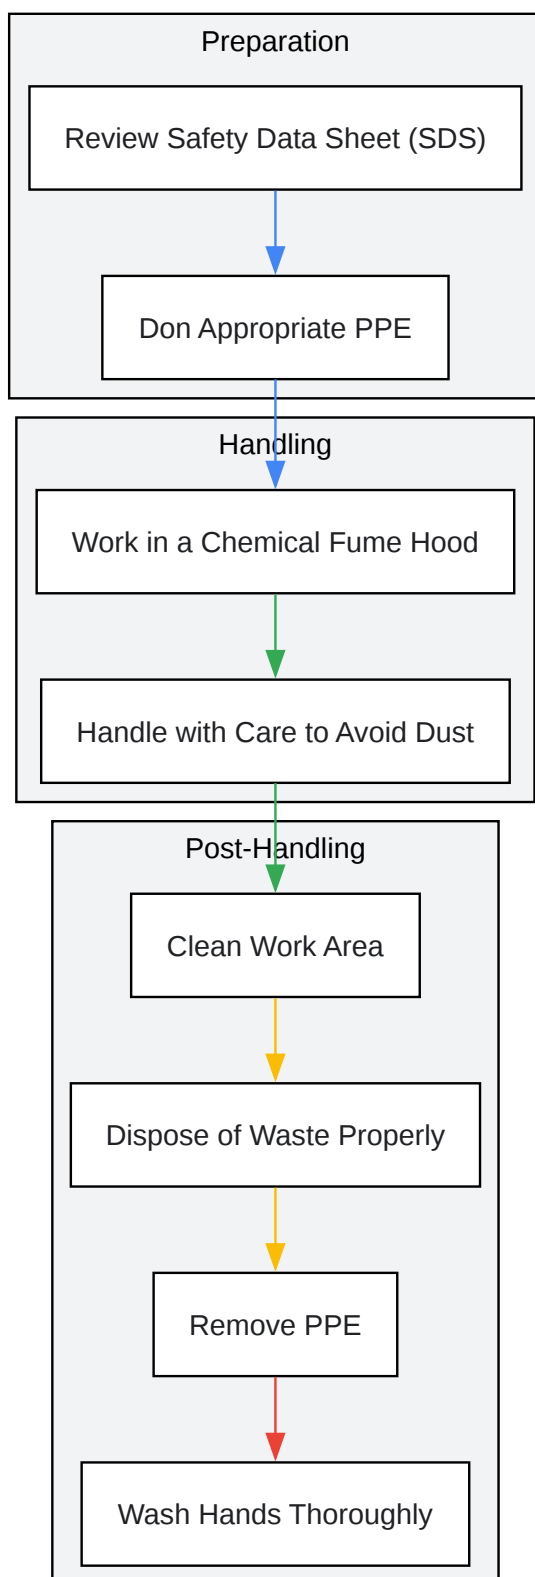 Preparation
Review Safety Data Sheet (SDS)
Don Appropriate PPE
Handling
Work in a Chemical Fume Hood
Handle with Care to Avoid Dust
Post-Handling
Clean Work Area
Dispose of Waste Properly
Remove PPE
Wash Hands Thoroughly